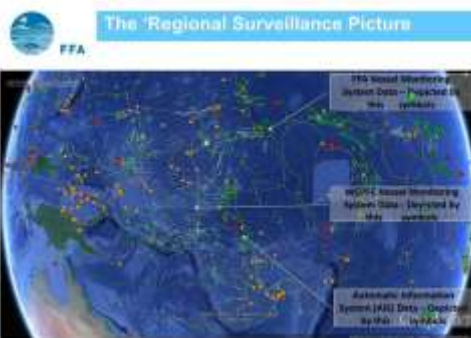 The 'Regional Surveillance Picture
FFA
FFA Vessel Monitoring
System Data – Depicted by
this symbols
WCPFC Vessel Monitoring
System Data – Depicted by
this symbols
Automatic Information
System (AIS) Data – Depicted
by this symbols